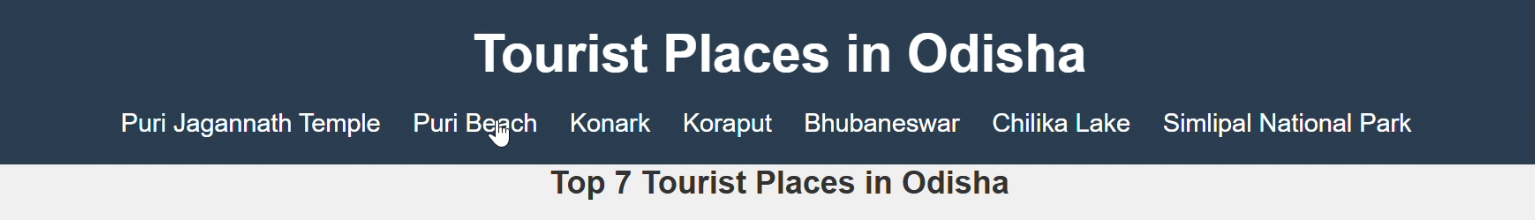 Tourist Places in Odisha
Puri Jagannath Temple Puri Beach Konark Koraput Bhubaneswar Chilika Lake Simlipal National Park
Top 7 Tourist Places in Odisha